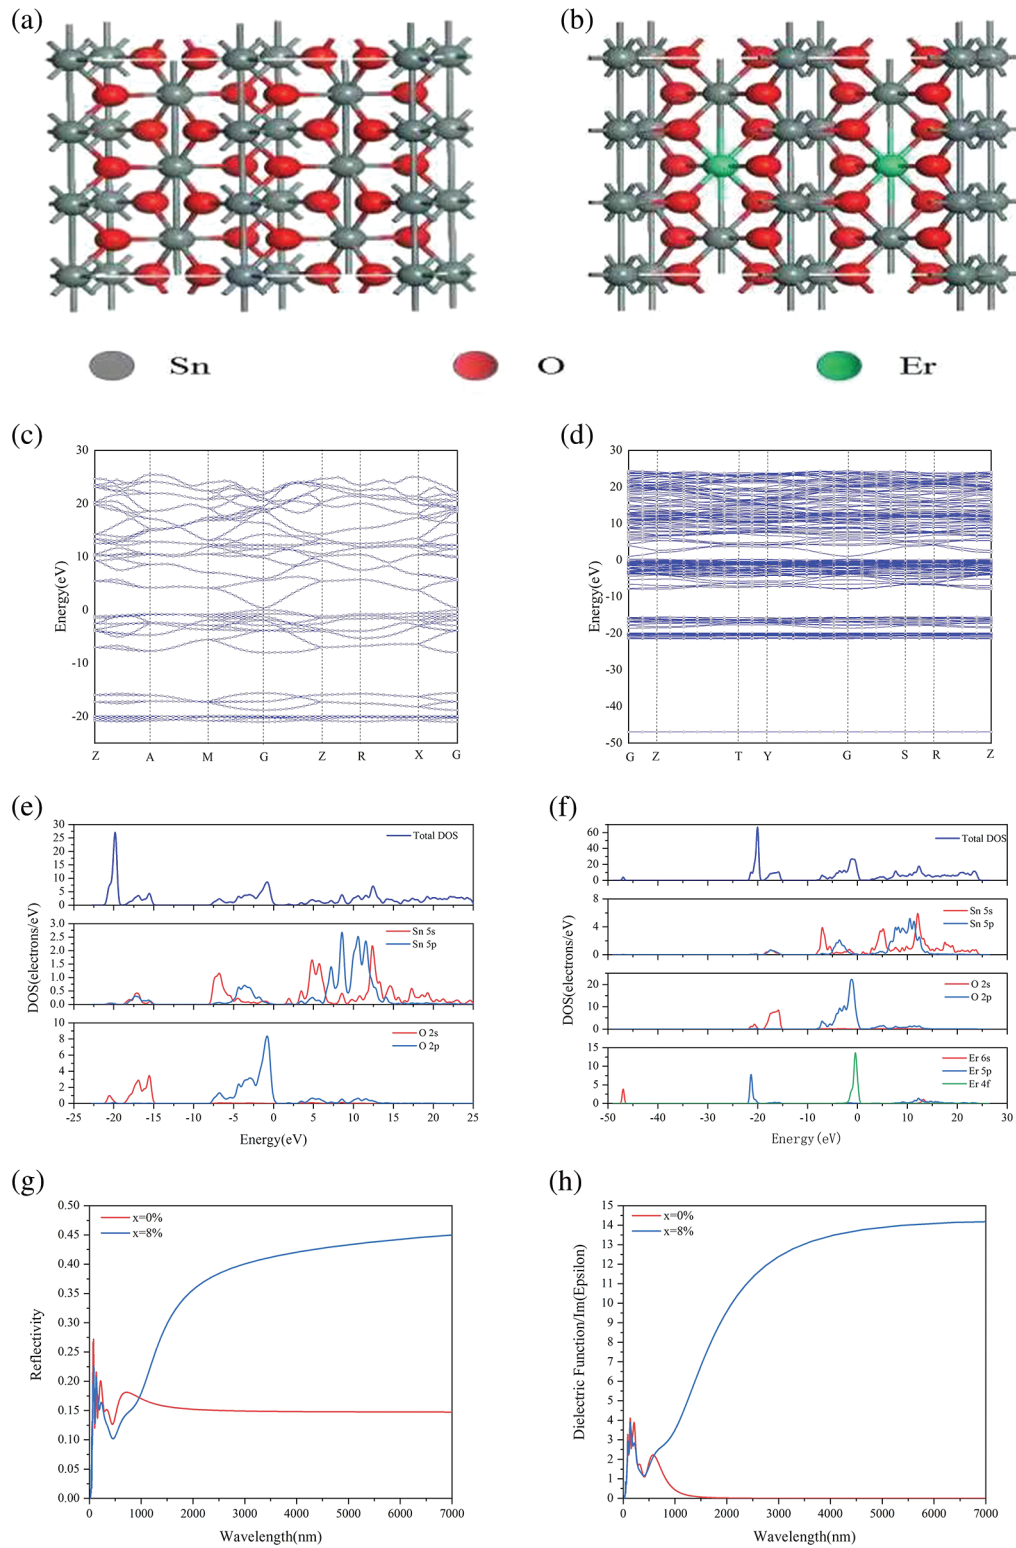 (a)
(b)
Sn
O
Er
(c)
30
20
10
0
-10
-20
Energy(eV)
Z A M G Z R X G
(d)
30
20
10
0
-10
-20
-30
-40
-50
Energy(eV)
G Z T Y G S R Z
(e)
30
25
20
15
10
5
0
Total DOS
3.0
2.5
2.0
1.5
1.0
0.5
0.0
Sn 5s
Sn 5p
DOS(electrons/eV)
10
8
6
4
2
0
O 2s
O 2p
-25 -20 -15 -10 -5 0 5 10 15 20 25
Energy(eV)
(f)
60
40
20
0
Total DOS
8
4
0
Sn 5s
Sn 5p
DOS(electrons/eV)
20
10
0
O 2s
O 2p
15
10
5
0
Er 6s
Er 5p
Er 4f
-50 -40 -30 -20 -10 0 10 20 30
Energy(eV)
(g)
0.50
0.45
0.40
0.35
0.30
0.25
0.20
0.15
0.10
0.05
0.00
Reflectivity
x=0%
x=8%
0 1000 2000 3000 4000 5000 6000 7000
Wavelength(nm)
(h)
15
14
13
12
11
10
9
8
7
6
5
4
3
2
1
0
Dielectric Function/Im(Epsilon)
x=0%
x=8%
0 1000 2000 3000 4000 5000 6000 7000
Wavelength(nm)